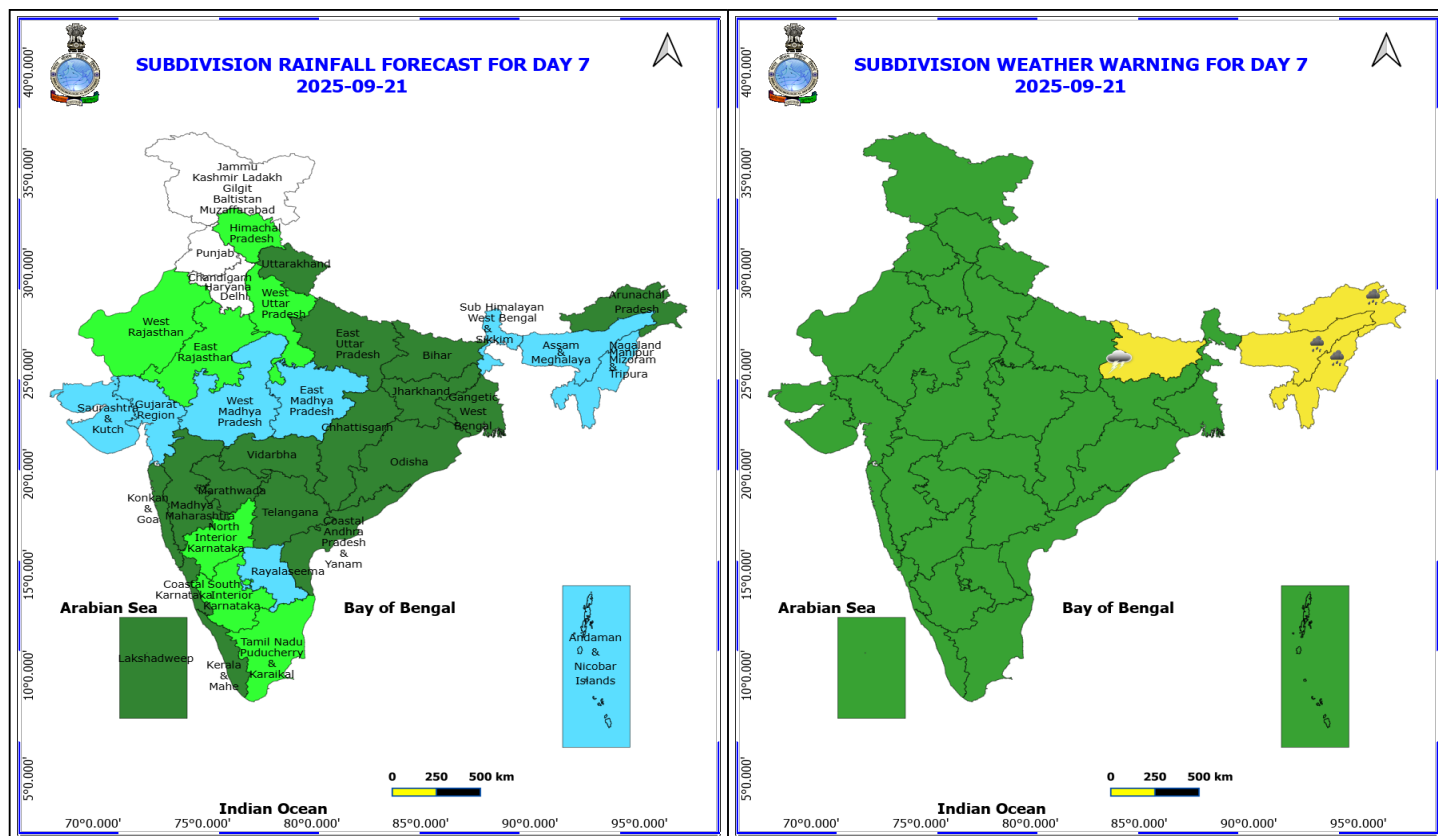 SUBDIVISION RAINFALL FORECAST FOR DAY 7
2025-09-21
Jammu
Kashmir Ladakh
Gilgit
Baltistan
Muzaffarabad
Himachal
Pradesh
Punjab
Uttarakhand
Chandigarh
Haryana
Delhi
West
Uttar
Pradesh
West
Rajasthan
East
Rajasthan
East
Uttar
Pradesh
Bihar
Sub Himalayan
West Bengal
&
Sikkim
Arunachal
Pradesh
Assam
&
Meghalaya
Nagaland
Manipur
Mizoram
&
Tripura
Saurashtra
&
Kutch
Gujarat
Region
West
Madhya
Pradesh
East
Madhya
Pradesh
Jharkhand
Gangetic
West
Bengal
Chhattisgarh
Vidarbha
Odisha
Konkan
&
Goa
Madhya
Maharashtra
Marathwada
Telangana
North
Interior
Karnataka
Coastal
Andhra
Pradesh
&
Yanam
Rayalaseema
Coastal
Karnataka
South
Interior
Karnataka
Arabian Sea
Bay of Bengal
Lakshadweep
Kerala
&
Mahe
Tamil Nadu
Puducherry
&
Karaikal
Andaman
&
Nicobar
Islands
0 250 500 km
Indian Ocean
40°0.000'
35°0.000'
30°0.000'
25°0.000'
20°0.000'
15°0.000'
10°0.000'
5°0.000'
70°0.000' 75°0.000' 80°0.000' 85°0.000' 90°0.000' 95°0.000'
SUBDIVISION WEATHER WARNING FOR DAY 7
2025-09-21
Arabian Sea
Bay of Bengal
0 250 500 km
Indian Ocean
40°0.000'
35°0.000'
30°0.000'
25°0.000'
20°0.000'
15°0.000'
10°0.000'
5°0.000'
70°0.000' 75°0.000' 80°0.000' 85°0.000' 90°0.000' 95°0.000'